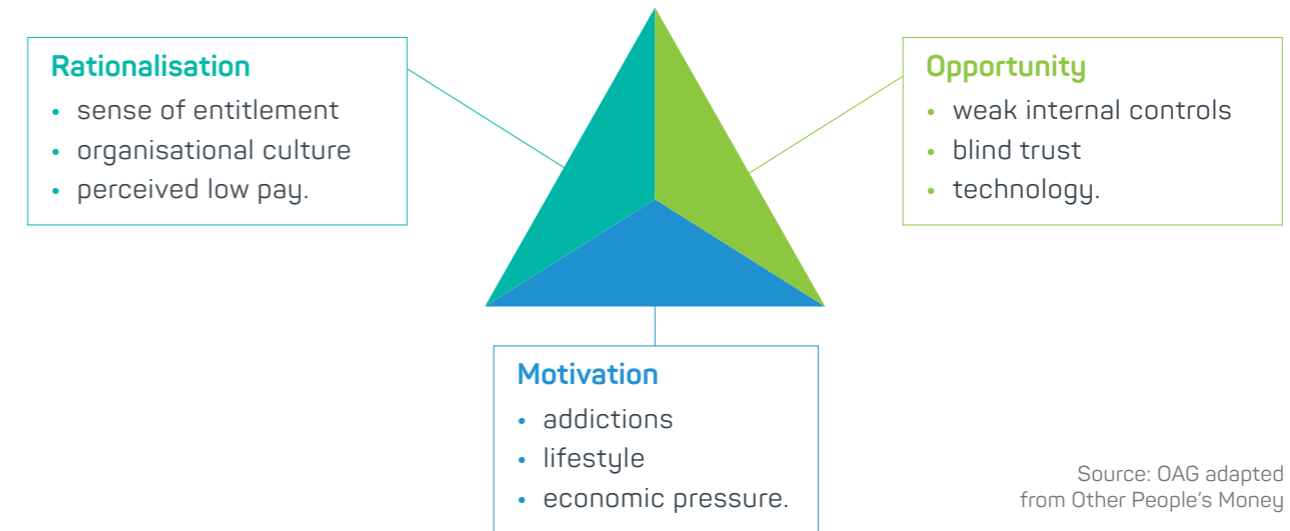 Rationalisation
• sense of entitlement
• organisational culture
• perceived low pay.
Opportunity
• weak internal controls
• blind trust
• technology.
Motivation
• addictions
• lifestyle
• economic pressure.
Source: OAG adapted
from Other People's Money